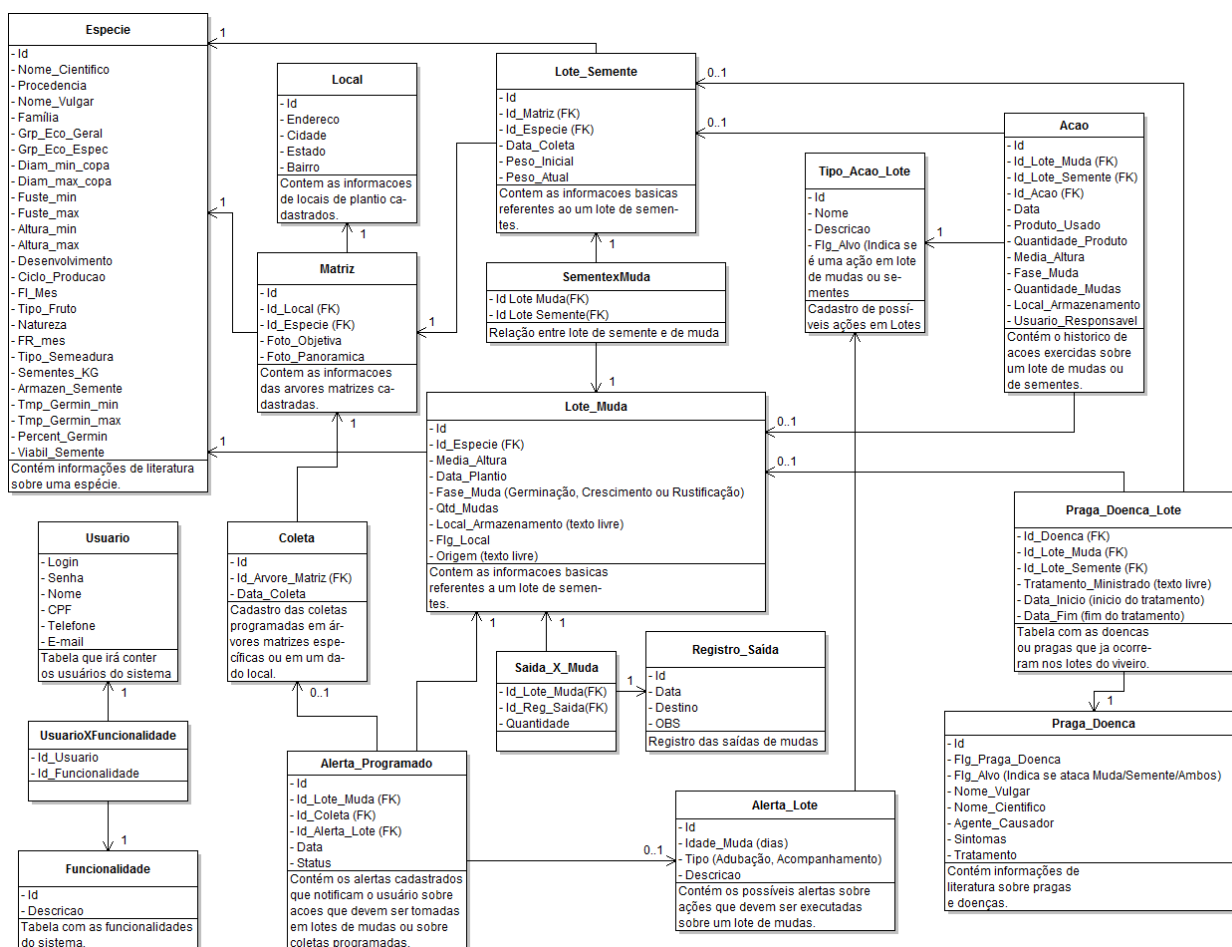 Especie
- Id
- Nome_Cientifico
- Procedencia
- Nome_Vulgar
- Família
- Grp_Eco_Geral
- Grp_Eco_Espec
- Diam_min_copa
- Diam_max_copa
- Fuste_min
- Fuste_max
- Altura_min
- Altura_max
- Desenvolvimento
- Ciclo_Producao
- Fl_Mes
- Tipo_Fruto
- Natureza
- FR_mes
- Tipo_Semeadura
- Sementes_KG
- Armazen_Semente
- Tmp_Germin_min
- Tmp_Germin_max
- Percent_Germin
- Viabil_Semente
Contém informações de literatura
sobre uma espécie.
1
1
1
Local
- Id
- Endereco
- Cidade
- Estado
- Bairro
Contem as informacoes
de locais de plantio ca-
dastrados.
1
Matriz
- Id
- Id_Local (FK)
- Id_Especie (FK)
- Foto_Objetiva
- Foto_Panoramica
Contem as informacoes
das arvores matrizes ca-
dastradas.
1
1
Lote_Semente
- Id
- Id_Matriz (FK)
- Id_Especie (FK)
- Data_Coleta
- Peso_Inicial
- Peso_Atual
Contem as informacoes basicas
referentes ao um lote de semen-
tes.
0..1
0..1
1
SementexMuda
- Id Lote Muda(FK)
- Id Lote Semente(FK)
Relação entre lote de semente e de muda
1
Tipo_Acao_Lote
- Id
- Nome
- Descricao
- Flg_Alvo (Indica se
é uma ação em lote
de mudas ou se-
mentes
Cadastro de possí-
veis ações em Lotes
1
Acao
- Id
- Id_Lote_Muda (FK)
- Id_Lote_Semente (FK)
- Id_Acao (FK)
- Data
- Produto_Usado
- Quantidade_Produto
- Media_Altura
- Fase_Muda
- Quantidade_Mudas
- Local_Armazenamento
- Usuario_Responsavel
Contém o historico de
acoes exercidas sobre
um lote de mudas ou
de sementes.
Lote_Muda
- Id
- Id_Especie (FK)
- Media_Altura
- Data_Plantio
- Fase_Muda (Germinação, Crescimento ou Rustificação)
- Qtd_Mudas
- Local_Armazenamento (texto livre)
- Flg_Local
- Origem (texto livre)
Contem as informacoes basicas
referentes a um lote de semen-
tes.
0..1
0..1
1
1
Praga_Doenca_Lote
- Id_Doenca (FK)
- Id_Lote_Muda (FK)
- Id_Lote_Semente (FK)
- Tratamento_Ministrado (texto livre)
- Data_Inicio (inicio do tratamento)
- Data_Fim (fim do tratamento)
Tabela com as doencas
ou pragas que ja ocorre-
ram nos lotes do viveiro.
1
Praga_Doenca
- Id
- Flg_Praga_Doenca
- Flg_Alvo (Indica se ataca Muda/Semente/Ambos)
- Nome_Vulgar
- Nome_Cientifico
- Agente_Causador
- Sintomas
- Tratamento
Contém informações de
literatura sobre pragas
e doenças.
Usuario
- Login
- Senha
- Nome
- CPF
- Telefone
- E-mail
Tabela que irá conter
os usuários do sistema
1
UsuarioXFuncionalidade
- Id_Usuario
- Id_Funcionalidade
1
Funcionalidade
- Id
- Descricao
Tabela com as funcionalidades
do sistema.
Coleta
- Id
- Id_Arvore_Matriz (FK)
- Data_Coleta
Cadastro das coletas
programadas em ár-
vores matrizes espe-
cíficas ou em um da-
do local.
0..1
Alerta_Programado
- Id
- Id_Lote_Muda (FK)
- Id_Coleta (FK)
- Id_Alerta_Lote (FK)
- Data
- Status
Contém os alertas cadastrados
que notificam o usuário sobre
acoes que devem ser tomadas
em lotes de mudas ou sobre
coletas programadas.
Saida_X_Muda
- Id_Lote_Muda(FK)
- Id_Reg_Saida(FK)
- Quantidade
1
Registro_Saida
- Id
- Data
- Destino
- OBS
Registro das saídas de mudas
0..1
Alerta_Lote
- Id
- Idade_Muda (dias)
- Tipo (Adubação, Acompanhamento)
- Descricao
Contém os possíveis alertas sobre
ações que devem ser executadas
sobre um lote de mudas.